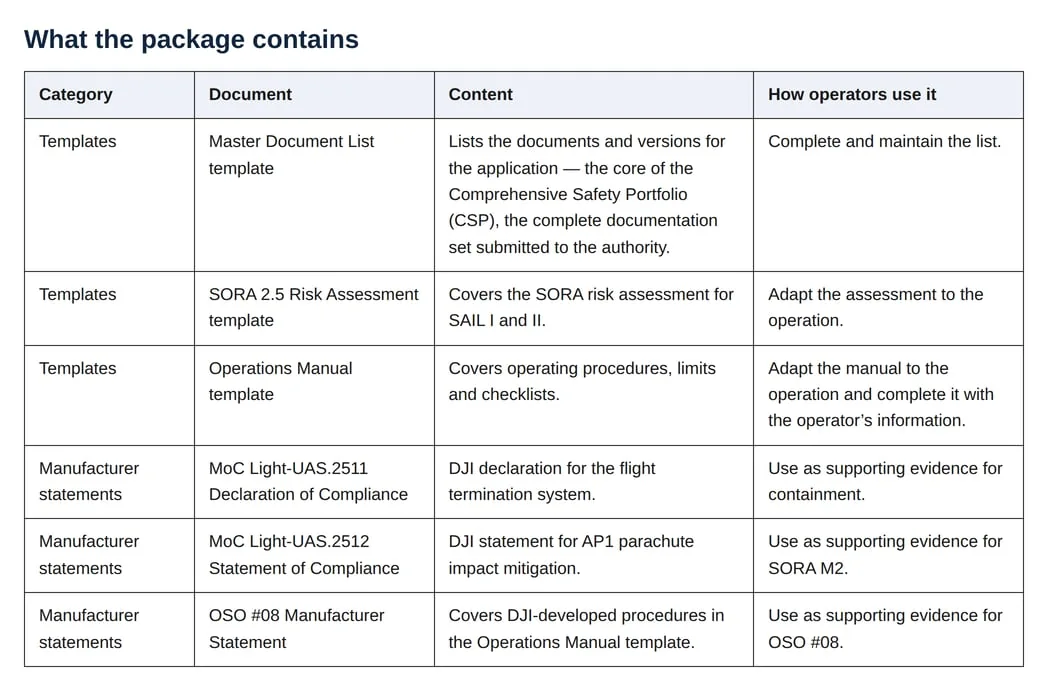 What the package contains
Category
Document
Content
How operators use it
Templates
Master Document List
template
Lists the documents and versions for
the application — the core of the
Comprehensive Safety Portfolio
(CSP), the complete documentation
set submitted to the authority.
Complete and maintain the list.
Templates
SORA 2.5 Risk Assessment
template
Covers the SORA risk assessment for
SAIL I and II.
Adapt the assessment to the
operation.
Templates
Operations Manual
template
Covers operating procedures, limits
and checklists.
Adapt the manual to the
operation and complete it with
the operator’s information.
Manufacturer
statements
MoC Light-UAS.2511
Declaration of Compliance
DJI declaration for the flight
termination system.
Use as supporting evidence for
containment.
Manufacturer
statements
MoC Light-UAS.2512
Statement of Compliance
DJI statement for AP1 parachute
impact mitigation.
Use as supporting evidence for
SORA M2.
Manufacturer
statements
OSO #08 Manufacturer
Statement
Covers DJI-developed procedures in
the Operations Manual template.
Use as supporting evidence for
OSO #08.